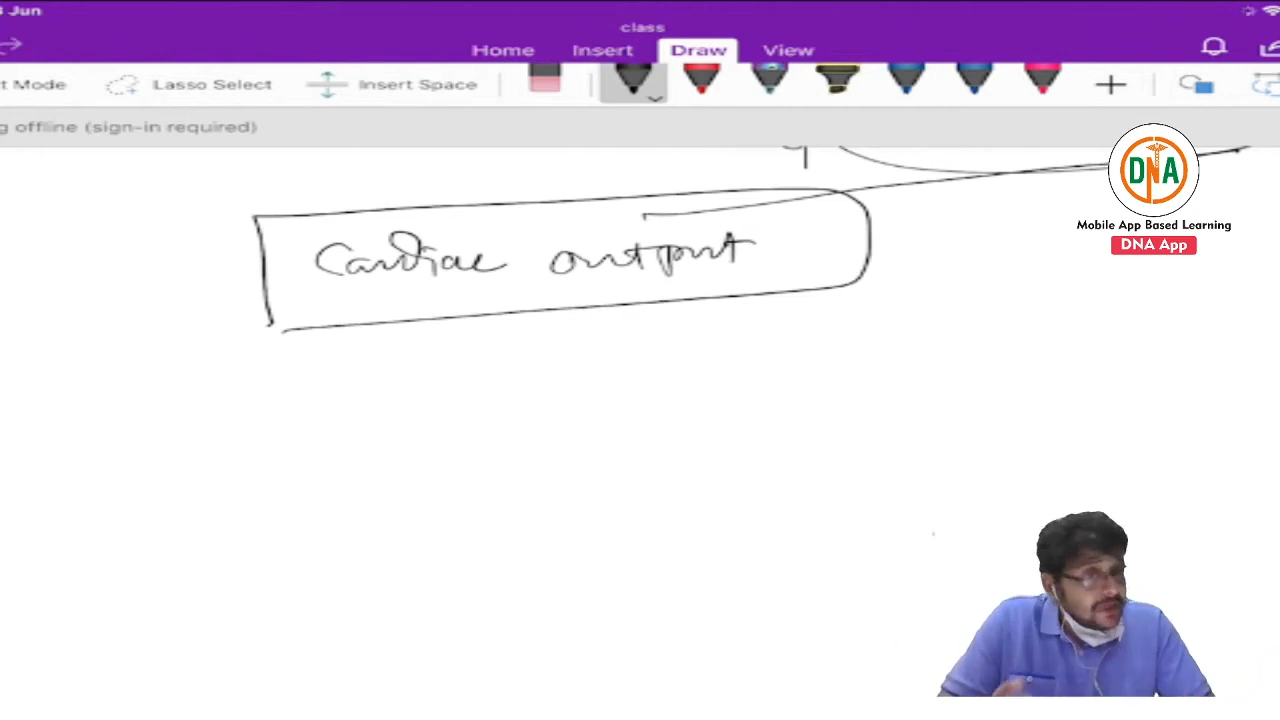 3 Jun
class
Home Insert Draw View
t Mode Lasso Select Insert Space
g offline (sign-in required)
DNA
Mobile App Based Learning
DNA App
Cardiac output